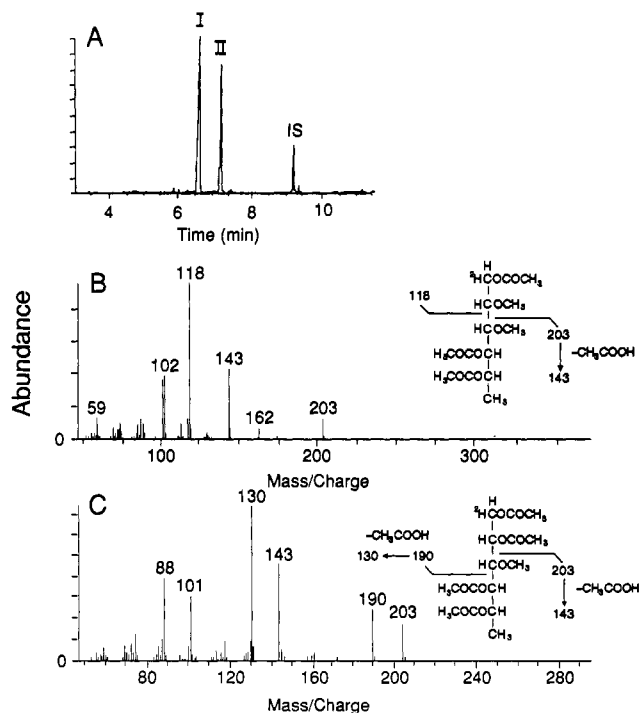 A
I
II
IS
4 6 8 10
Time (min)
Abundance
B
118
102
143
59
162
203
0
100 150 200 250 300
Mass/Charge
H
²HCOCOCH₃
118
HCOCH₃
HCOCH₃
203
H₃COCOCH
-CH₃COOH
H₃COCOCH
143
CH₃
C
130
143
88
101
190
203
0
80 120 160 200 240 280
Mass/Charge
H
²HCOCOCH₃
-CH₃COOH
HCOCOCH₃
130 ← 190
HCOCH₃
203
H₃COCOCH
-CH₃COOH
H₃COCOCH
143
CH₃